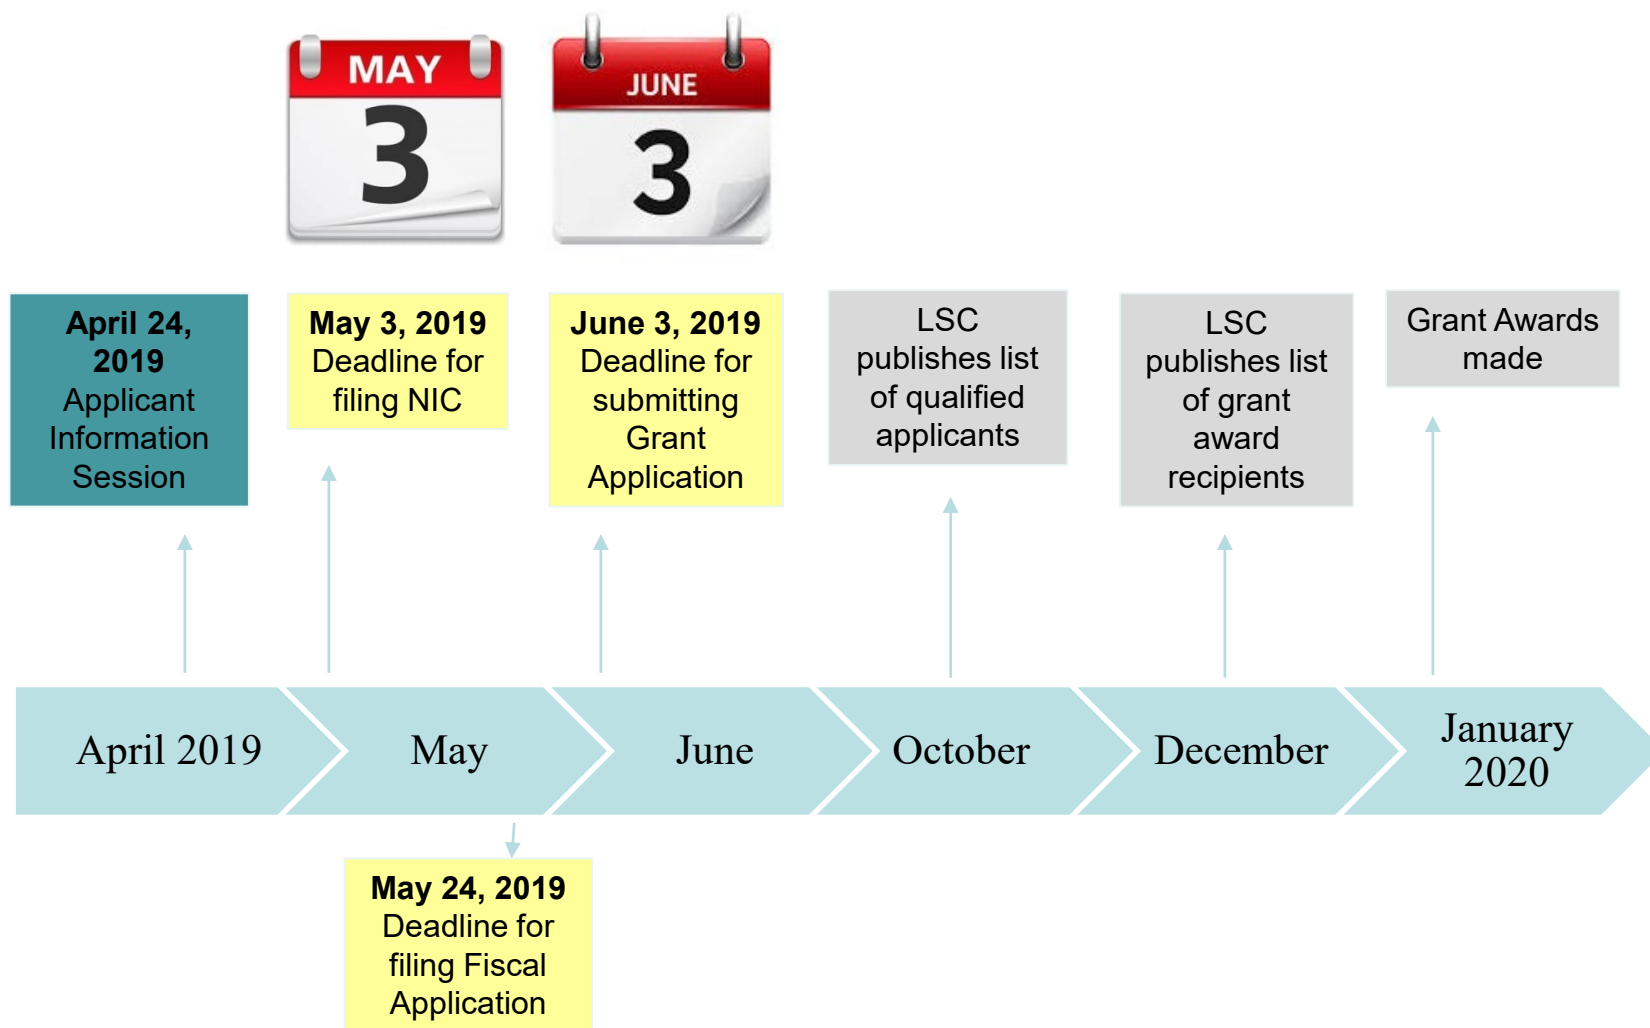 MAY
3
JUNE
3
April 24,
2019
Applicant
Information
Session
May 3, 2019
Deadline for
filing NIC
June 3, 2019
Deadline for
submitting
Grant
Application
LSC
publishes list
of qualified
applicants
LSC
publishes list
of grant
award
recipients
Grant Awards
made
April 2019
May
June
October
December
January
2020
May 24, 2019
Deadline for
filing Fiscal
Application